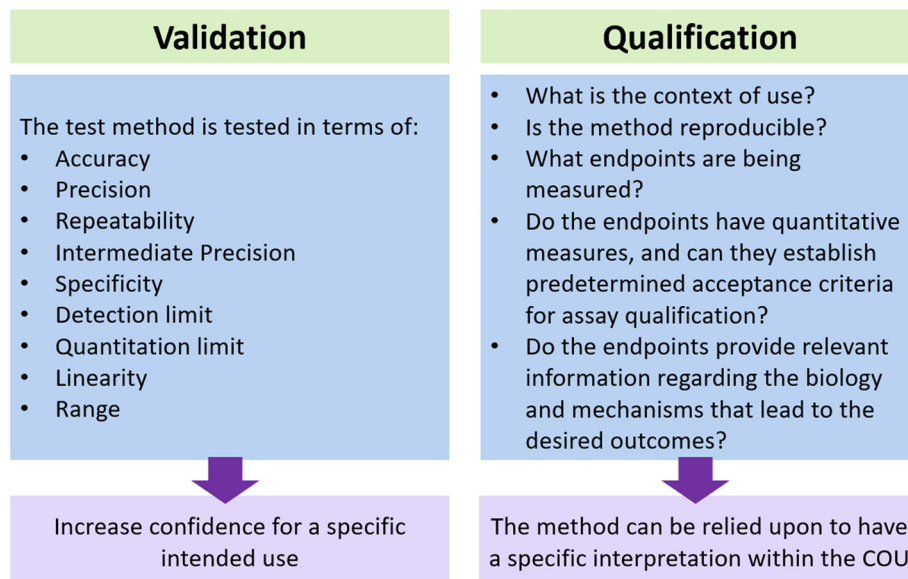 Validation
The test method is tested in terms of:
• Accuracy
• Precision
• Repeatability
• Intermediate Precision
• Specificity
• Detection limit
• Quantitation limit
• Linearity
• Range
Increase confidence for a specific
intended use
Qualification
• What is the context of use?
• Is the method reproducible?
• What endpoints are being
measured?
• Do the endpoints have quantitative
measures, and can they establish
predetermined acceptance criteria
for assay qualification?
• Do the endpoints provide relevant
information regarding the biology
and mechanisms that lead to the
desired outcomes?
The method can be relied upon to have
a specific interpretation within the COU